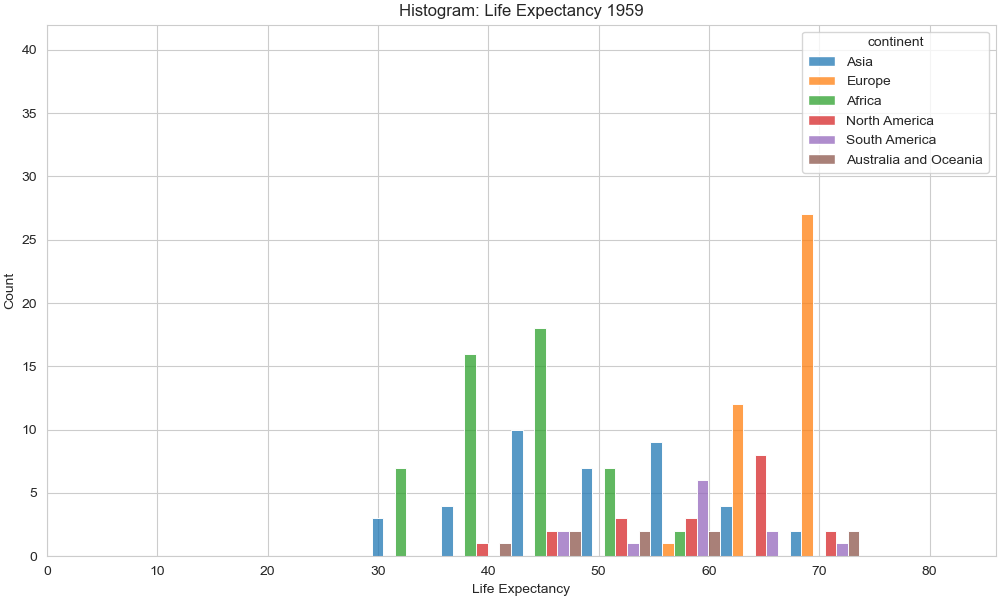 Histogram: Life Expectancy 1959
continent
Asia
Europe
Africa
North America
South America
Australia and Oceania
40
35
30
25
20
15
10
5
0
Count
0 10 20 30 40 50 60 70 80
Life Expectancy